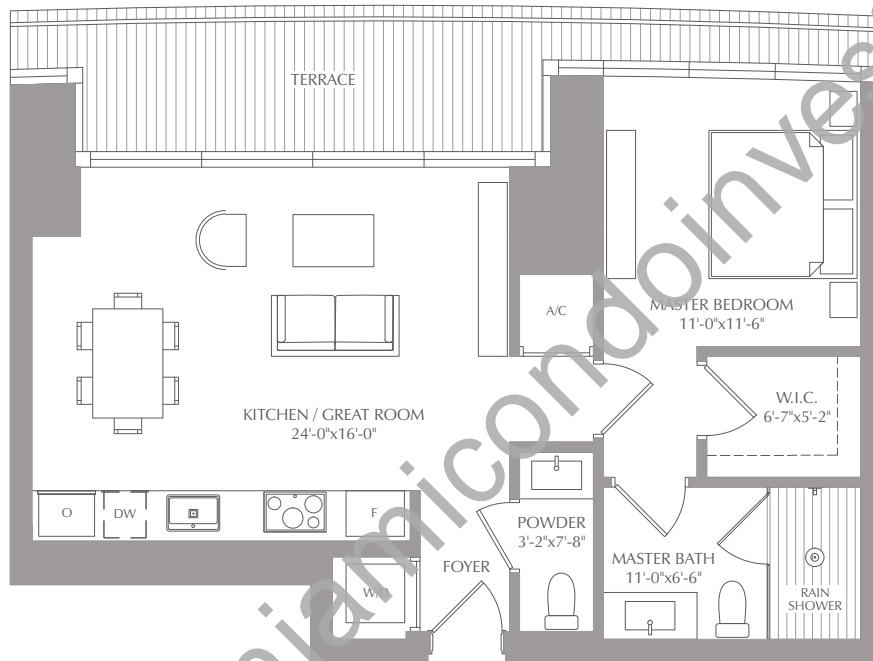 TERRACE
A/C
MASTER BEDROOM
11'-0"x11'-6"
W.I.C.
6'-7"x5'-2"
KITCHEN / GREAT ROOM
24'-0"x16'-0"
O
DW
F
POWDER
3'-2"x7'-8"
FOYER
MASTER BATH
11'-0"x6'-6"
W/D
RAIN
SHOWER
miamicondoinves